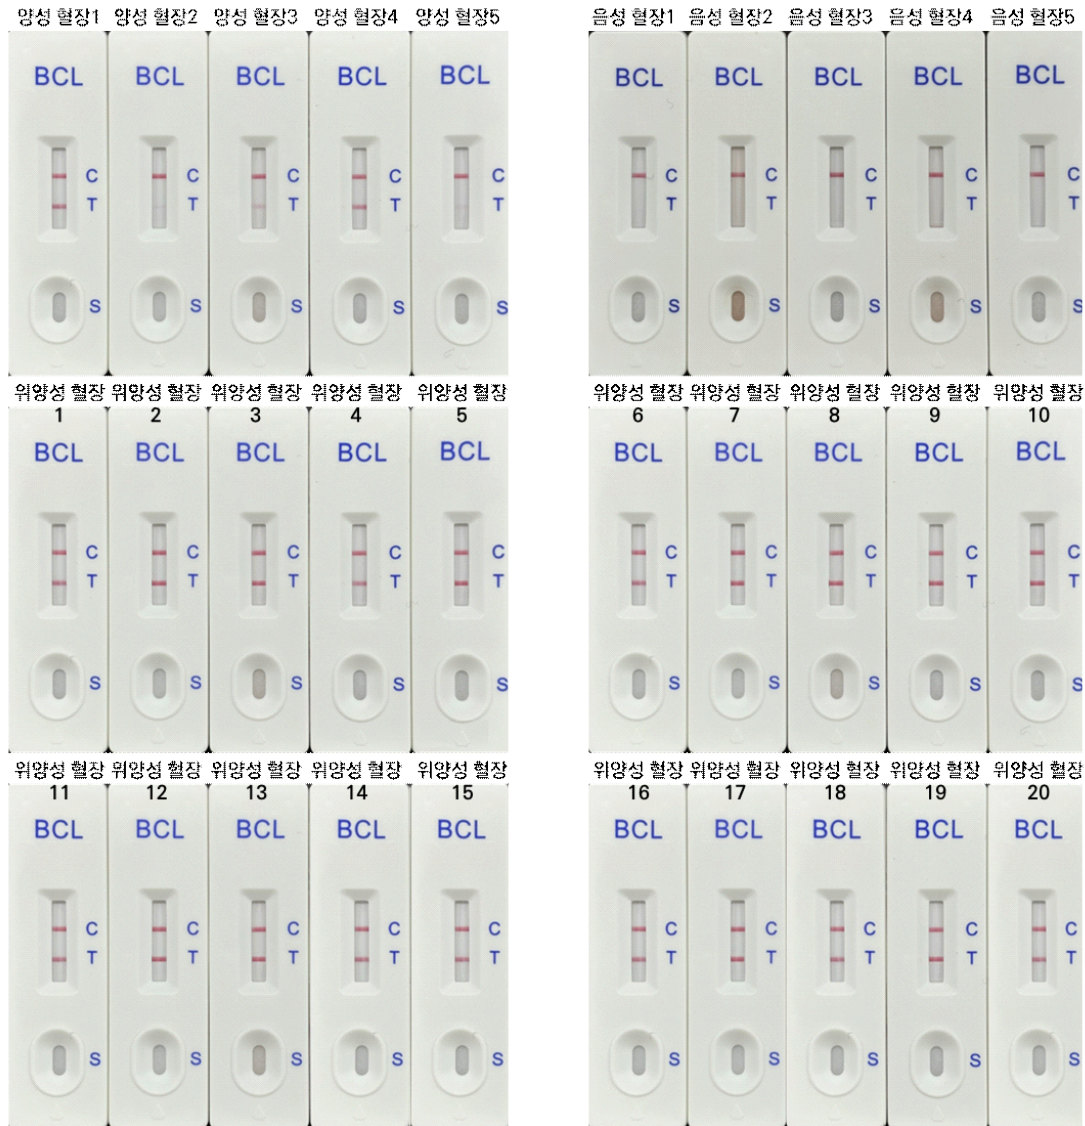 양성 혈장1 양성 혈장2 양성 혈장3 양성 혈장4 양성 혈장5
BCL BCL BCL BCL BCL
C C C C C
T T T T T
S S S S S
음성 혈장1 음성 혈장2 음성 혈장3 음성 혈장4 음성 혈장5
BCL BCL BCL BCL BCL
C C C C C
T T T T T
S S S S S
위양성 혈장 위양성 혈장 위양성 혈장 위양성 혈장 위양성 혈장
1 2 3 4 5
BCL BCL BCL BCL BCL
C C C C C
T T T T T
S S S S S
위양성 혈장 위양성 혈장 위양성 혈장 위양성 혈장 위양성 혈장
6 7 8 9 10
BCL BCL BCL BCL BCL
C C C C C
T T T T T
S S S S S
위양성 혈장 위양성 혈장 위양성 혈장 위양성 혈장 위양성 혈장
11 12 13 14 15
BCL BCL BCL BCL BCL
C C C C C
T T T T T
S S S S S
위양성 혈장 위양성 혈장 위양성 혈장 위양성 혈장 위양성 혈장
16 17 18 19 20
BCL BCL BCL BCL BCL
C C C C C
T T T T T
S S S S S